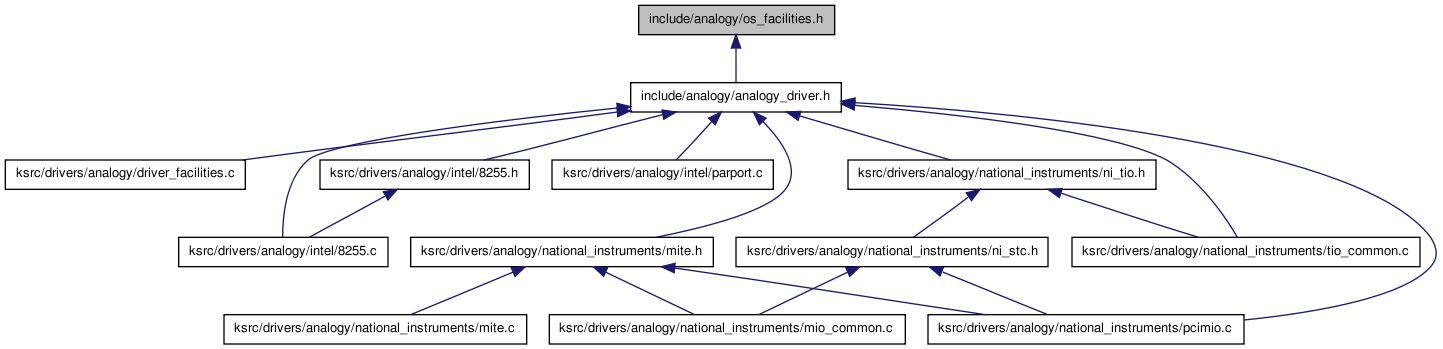 include/analogy/os_facilities.h
include/analogy/analogy_driver.h
ksrc/drivers/analogy/driver_facilities.c
ksrc/drivers/analogy/intel/8255.h
ksrc/drivers/analogy/intel/parport.c
ksrc/drivers/analogy/national_instruments/ni_tio.h
ksrc/drivers/analogy/intel/8255.c
ksrc/drivers/analogy/national_instruments/mite.h
ksrc/drivers/analogy/national_instruments/ni_stc.h
ksrc/drivers/analogy/national_instruments/tio_common.c
ksrc/drivers/analogy/national_instruments/mite.c
ksrc/drivers/analogy/national_instruments/mio_common.c
ksrc/drivers/analogy/national_instruments/pcimio.c